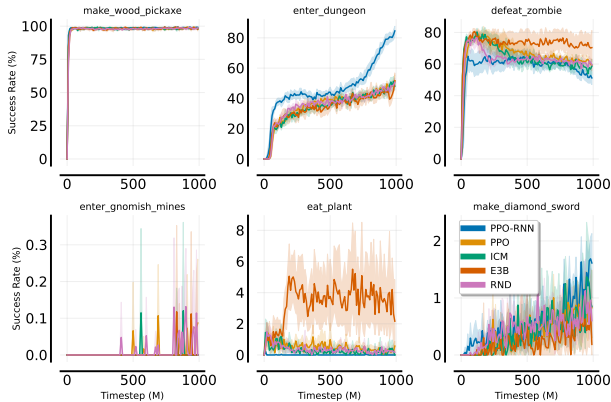 make_wood_pickaxe
enter_dungeon
defeat_zombie
Success Rate (%)
100
75
50
25
0
0
500
1000
80
60
40
20
0
0
500
1000
80
60
40
20
0
0
500
1000
enter_gnomish_mines
eat_plant
make_diamond_sword
Success Rate (%)
0.3
0.2
0.1
0.0
0
500
1000
Timestep (M)
8
6
4
2
0
0
500
1000
Timestep (M)
2
1
0
0
500
1000
Timestep (M)
PPO-RNN
PPO
ICM
E3B
RND